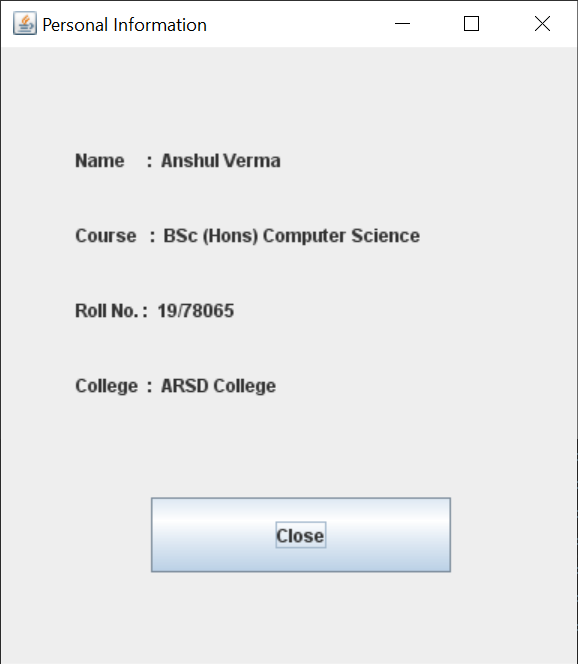 Personal Information
Name : Anshul Verma
Course : BSc (Hons) Computer Science
Roll No. : 19/78065
College : ARSD College
Close